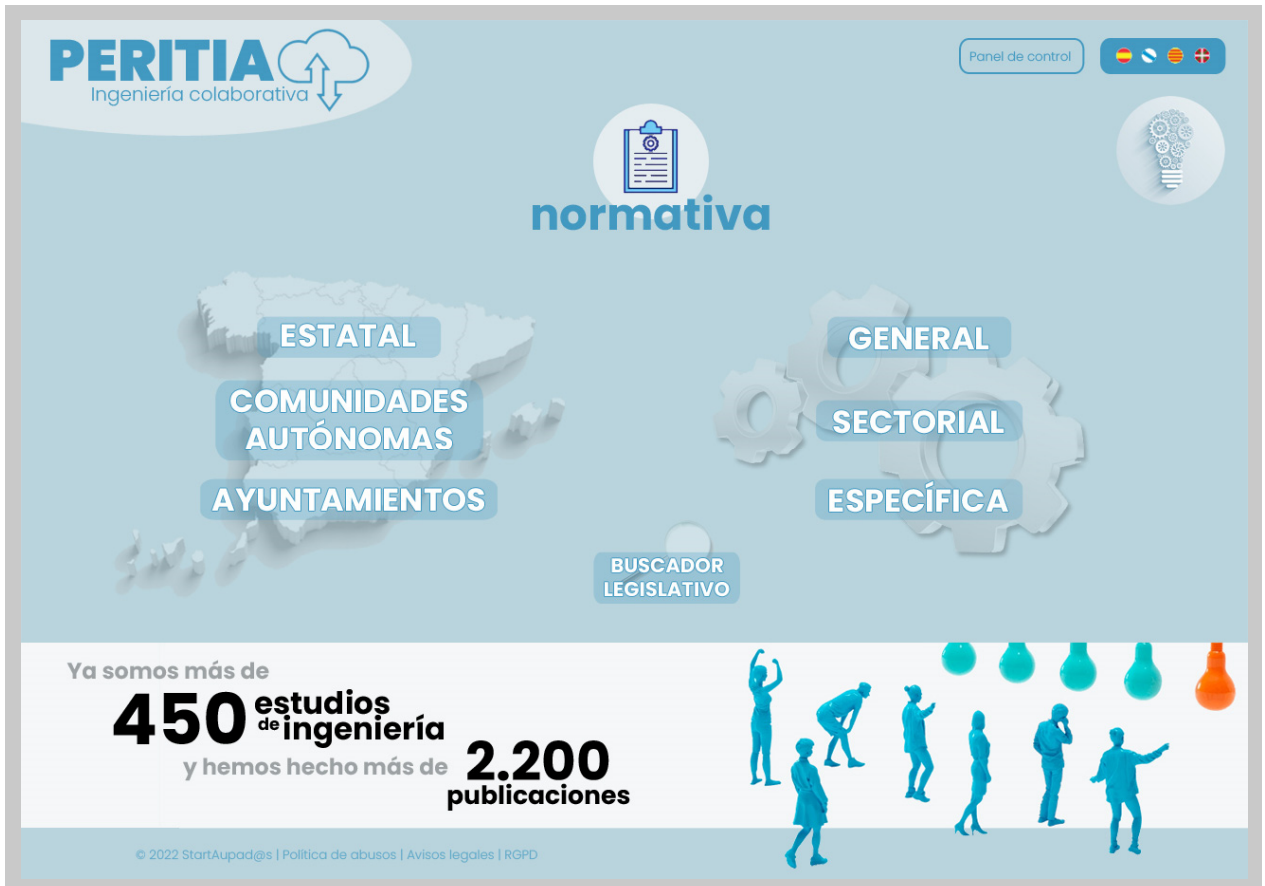 PERITIA
Ingeniería colaborativa
Panel de control
normativa
ESTATAL
COMUNIDADES
AUTÓNOMAS
AYUNTAMIENTOS
GENERAL
SECTORIAL
ESPECÍFICA
BUSCADOR
LEGISLATIVO
Ya somos más de
450 estudios
de ingeniería
y hemos hecho más de 2.200
publicaciones
© 2022 StartAupad@s | Política de abusos | Avisos legales | RGPD